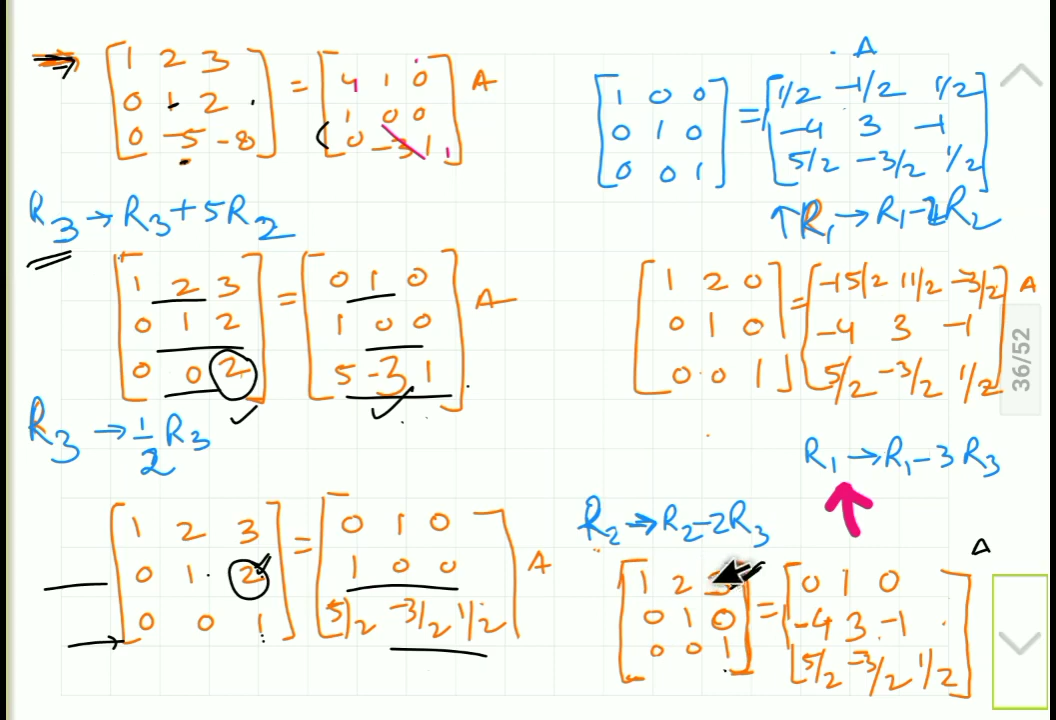 → [1 2 3] = [4 1 0] A
[0 1 2] [1 0 0]
[0 -5 -8] [0 -3 1]
R3 → R3 + 5R2
[1 2 3] = [0 1 0] A
[0 1 2] [1 0 0]
[0 0 2] [5 -3 1]
R3 → 1/2 R3
[1 2 3] = [0 1 0] A
[0 1 2] [1 0 0]
[0 0 1] [5/2 -3/2 1/2]
R2 → R2 - 2R3
[1 2 3] = [0 1 0] A
[0 1 0] [-4 3 -1]
[0 0 1] [5/2 -3/2 1/2]
R1 → R1 - 3R3
[1 2 0] = [-15/2 11/2 -3/2] A
[0 1 0] [-4 3 -1]
[0 0 1] [5/2 -3/2 1/2]
↑ R1 → R1 - 2R2
A
[1 0 0] = [1/2 -1/2 1/2]
[0 1 0] [-4 3 -1]
[0 0 1] [5/2 -3/2 1/2]
36/52